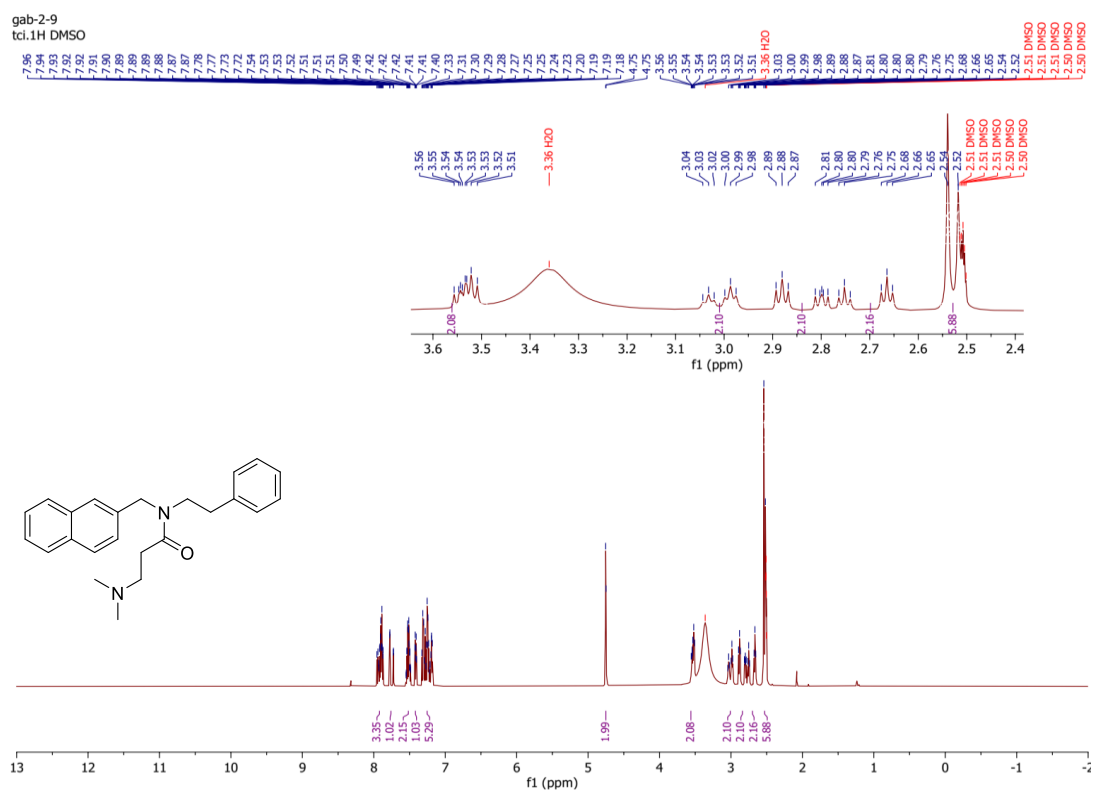 gab-2-9
tci.1H DMSO
7.96 7.94 7.93 7.92 7.92 7.91 7.90 7.89 7.89 7.89 7.88 7.87 7.87 7.78 7.77 7.73 7.72 7.54 7.53 7.53 7.52 7.51 7.51 7.51 7.50 7.49 7.42 7.42 7.42 7.41 7.41 7.40 7.33 7.31 7.30 7.29 7.28 7.27 7.25 7.25 7.24 7.23 7.20 7.19 7.19 7.18 4.75 4.75 3.56 3.55 3.54 3.54 3.53 3.53 3.52 3.51 3.36 H2O 3.03 3.00 2.99 2.98 2.89 2.88 2.87 2.81 2.80 2.80 2.79 2.76 2.75 2.68 2.66 2.65 2.54 2.52 2.51 DMSO 2.51 DMSO 2.51 DMSO 2.50 DMSO 2.50 DMSO
3.56 3.55 3.54 3.54 3.53 3.53 3.52 3.51 3.36 H2O 3.04 3.03 3.02 3.00 2.99 2.98 2.89 2.88 2.87 2.81 2.80 2.80 2.79 2.76 2.75 2.68 2.66 2.65 2.54 2.52 2.51 DMSO 2.51 DMSO 2.51 DMSO 2.50 DMSO 2.50 DMSO
2.08 2.10 2.10 2.16 5.88
3.6 3.5 3.4 3.3 3.2 3.1 3.0 2.9 2.8 2.7 2.6 2.5 2.4
f1 (ppm)
N
O
N
3.35 1.02 2.15 1.03 5.29 1.99 2.08 2.10 2.10 2.16 5.88
13 12 11 10 9 8 7 6 5 4 3 2 1 0 -1 -2
f1 (ppm)